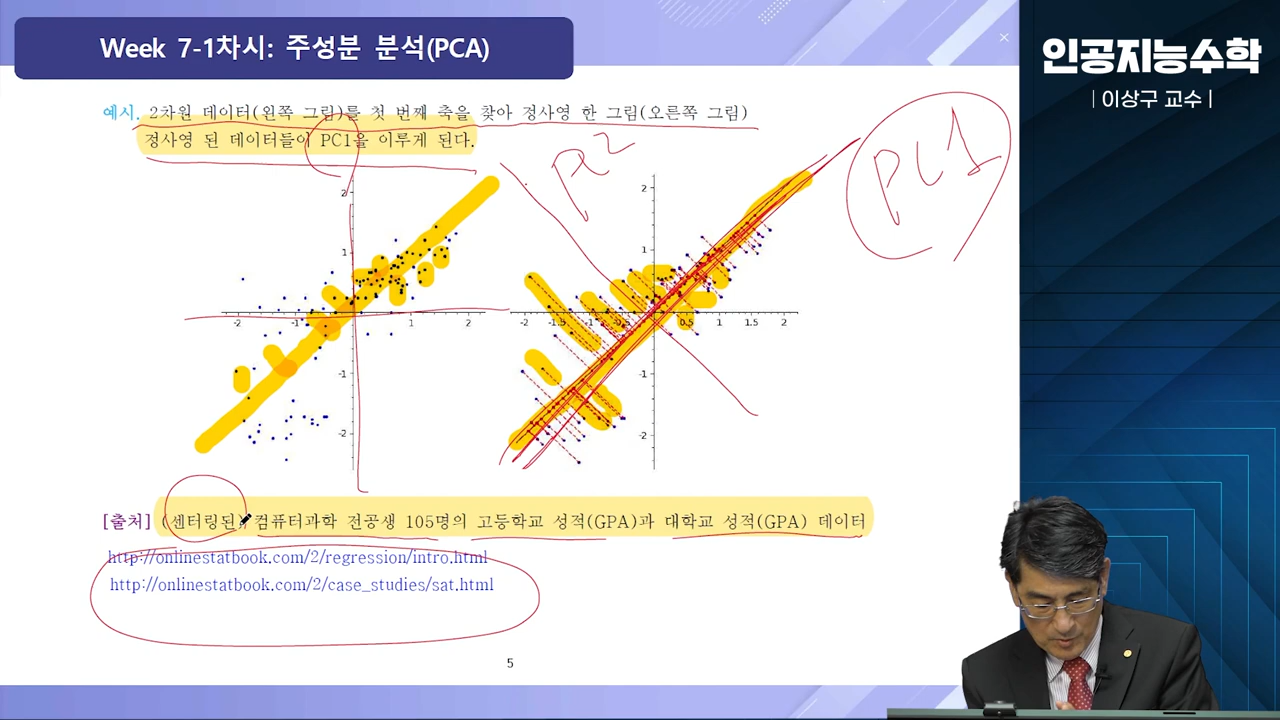 Week 7-1차시: 주성분 분석(PCA)
인공지능수학
| 이상구 교수 |
예시. 2차원 데이터(왼쪽 그림)를 첫 번째 축을 찾아 정사영 한 그림(오른쪽 그림)
정사영 된 데이터들이 PC1을 이루게 된다.
PC2
PC1
2
1
-2 -1 1 2
-1
-2
2
1
-2 -1.5 -1 0.5 1 1.5 2
-1
-2
[출처] (센터링된) 컴퓨터과학 전공생 105명의 고등학교 성적(GPA)과 대학교 성적(GPA) 데이터
http://onlinestatbook.com/2/regression/intro.html
http://onlinestatbook.com/2/case_studies/sat.html
5